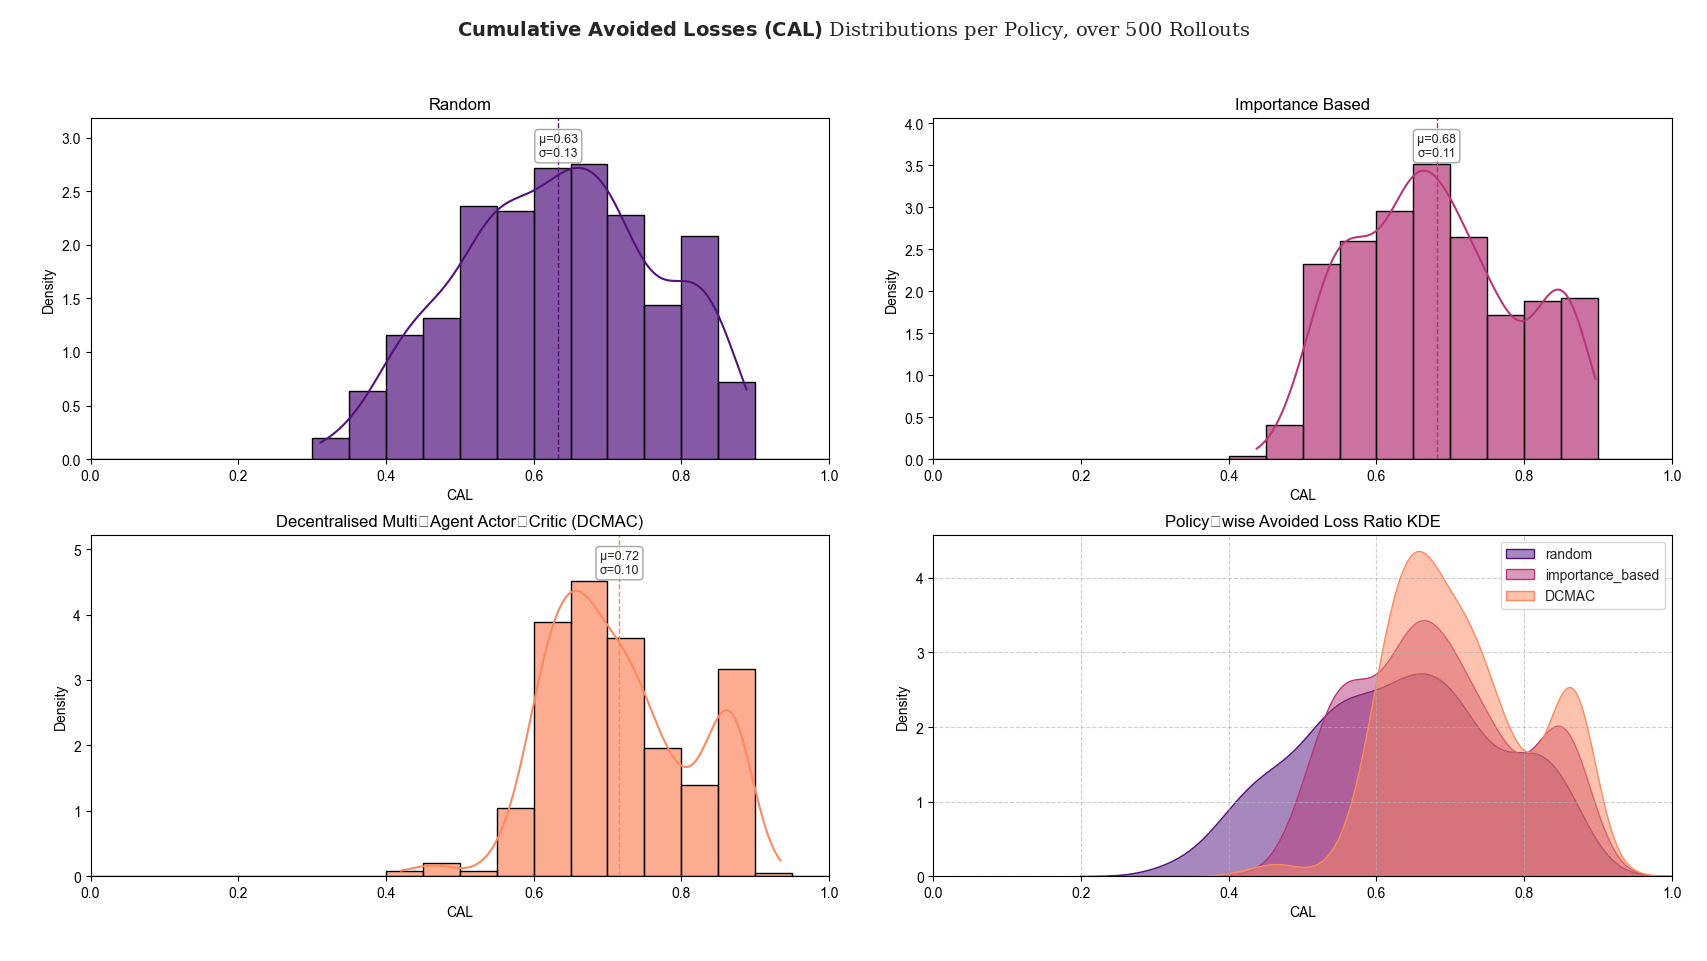 Cumulative Avoided Losses (CAL) Distributions per Policy, over 500 Rollouts
Random
μ=0.63
σ=0.13
Density
3.0
2.5
2.0
1.5
1.0
0.5
0.0
0.0 0.2 0.4 0.6 0.8 1.0
CAL
Importance Based
μ=0.68
σ=0.11
Density
4.0
3.5
3.0
2.5
2.0
1.5
1.0
0.5
0.0
0.0 0.2 0.4 0.6 0.8 1.0
CAL
Decentralised Multi□Agent Actor□Critic (DCMAC)
μ=0.72
σ=0.10
Density
5
4
3
2
1
0
0.0 0.2 0.4 0.6 0.8 1.0
CAL
Policy□wise Avoided Loss Ratio KDE
random
importance_based
DCMAC
Density
4
3
2
1
0
0.0 0.2 0.4 0.6 0.8 1.0
CAL